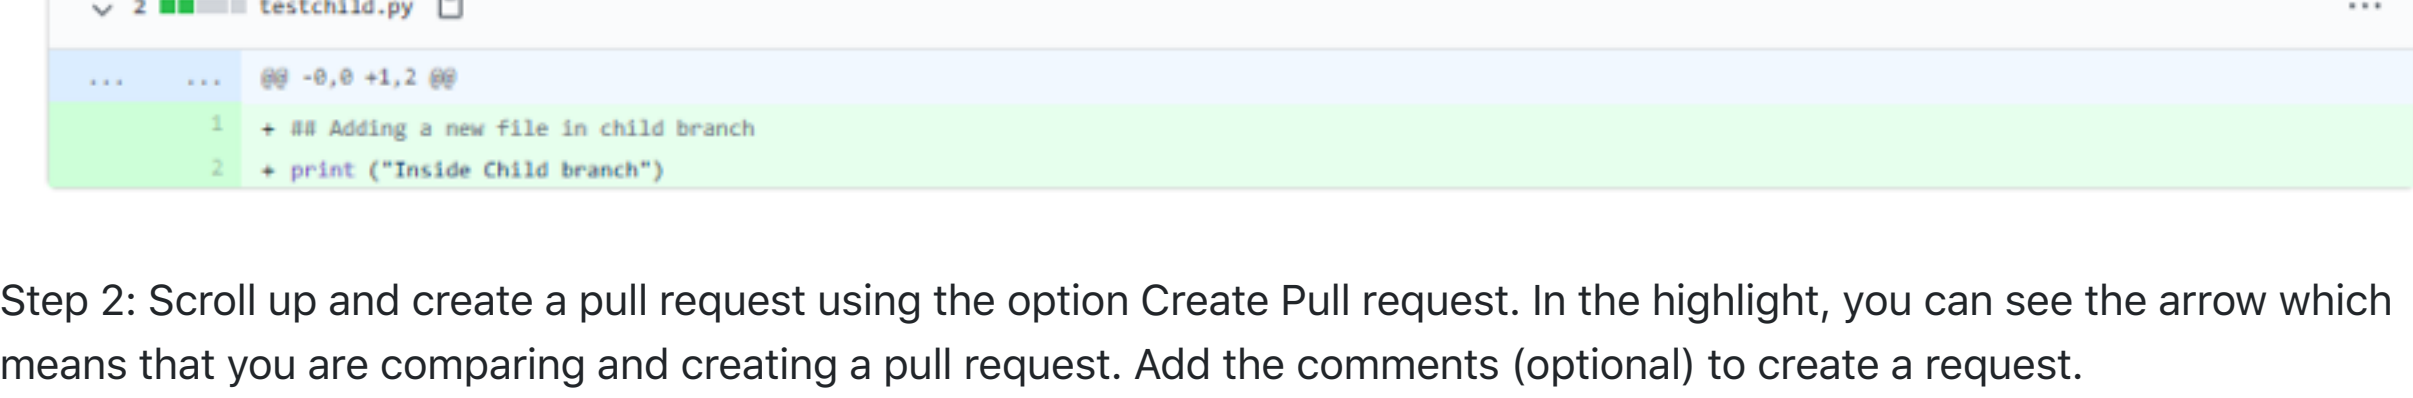 2 testchild.py ...
... ... @@ -0,0 +1,2 @@
1 + ## Adding a new file in child branch
2 + print ("Inside Child branch")
Step 2: Scroll up and create a pull request using the option Create Pull request. In the highlight, you can see the arrow which
means that you are comparing and creating a pull request. Add the comments (optional) to create a request.